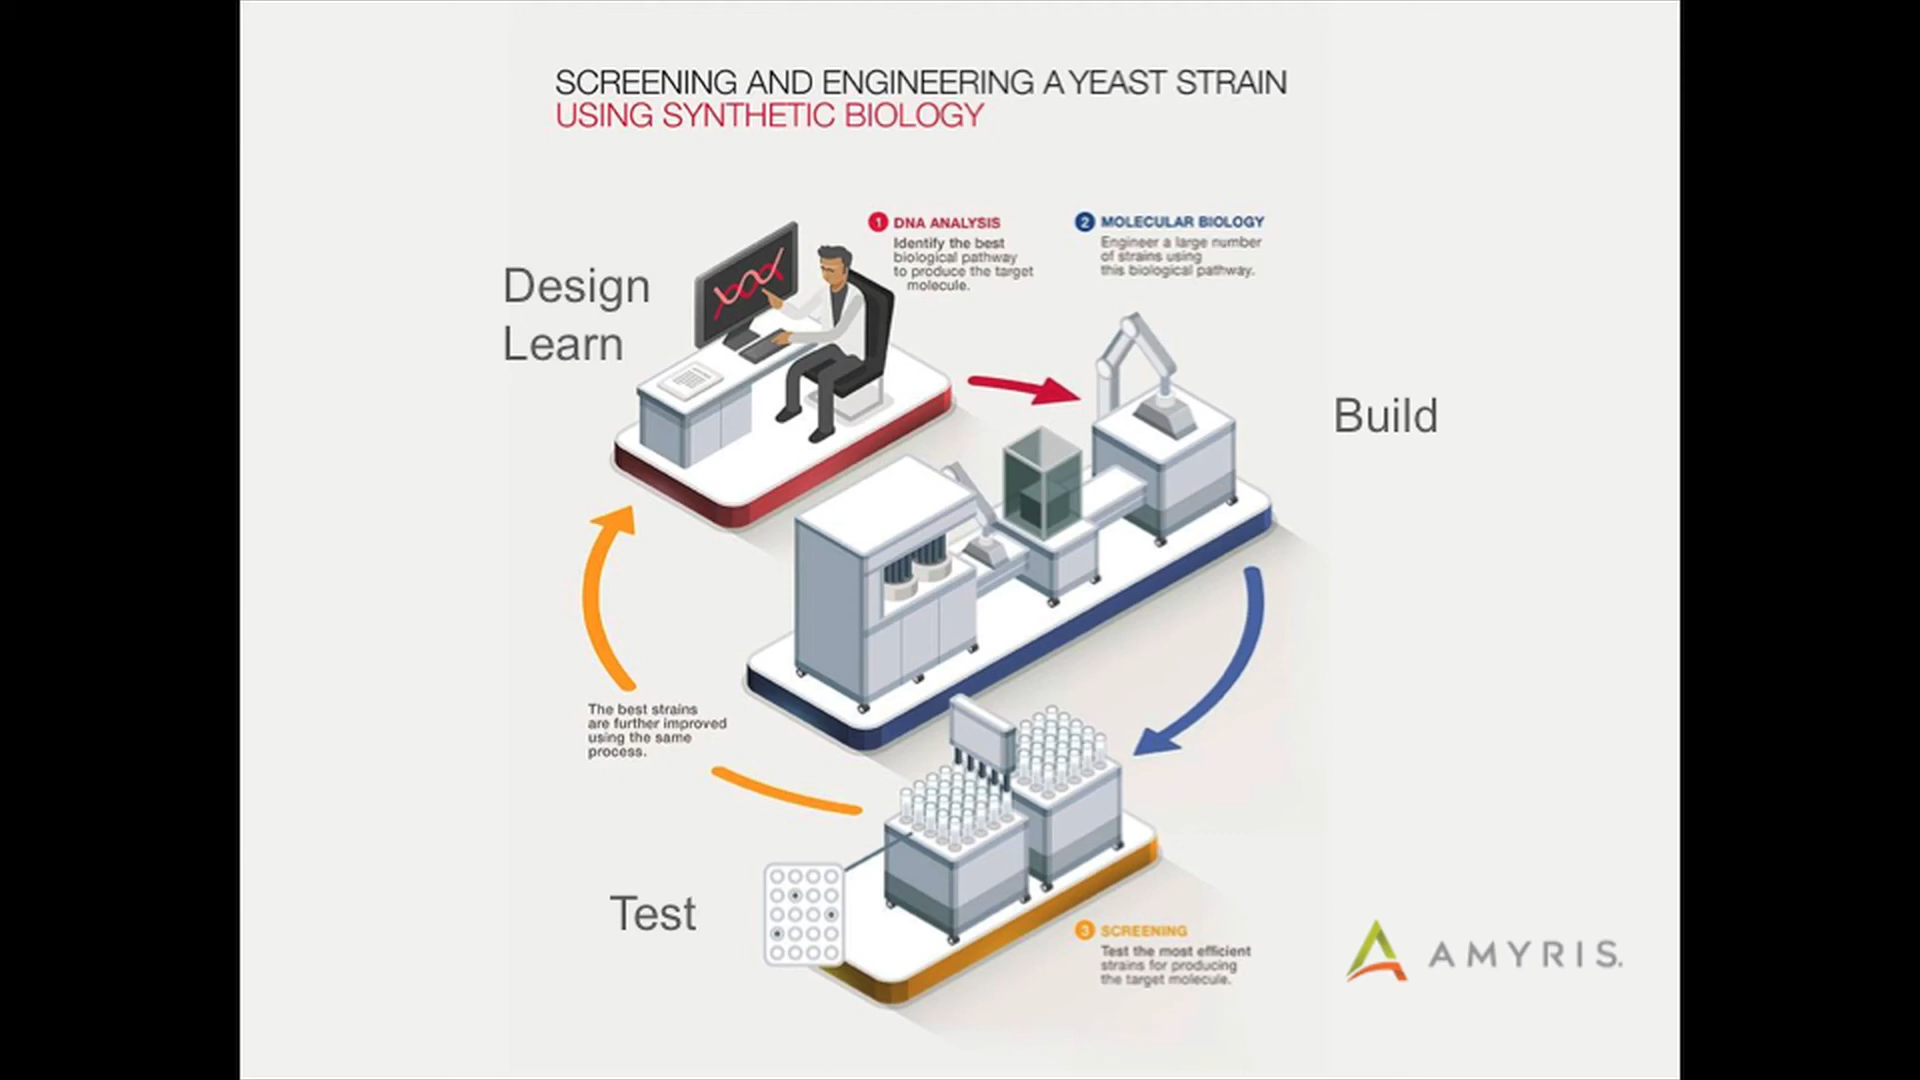 SCREENING AND ENGINEERING A YEAST STRAIN
USING SYNTHETIC BIOLOGY
Design
Learn
1 DNA ANALYSIS
Identify the best
biological pathway
to produce the target
molecule.
2 MOLECULAR BIOLOGY
Engineer a large number
of strains using
this biological pathway.
Build
The best strains
are further improved
using the same
process.
Test
3 SCREENING
Test the most efficient
strains for producing
the target molecule.
AMYRIS.